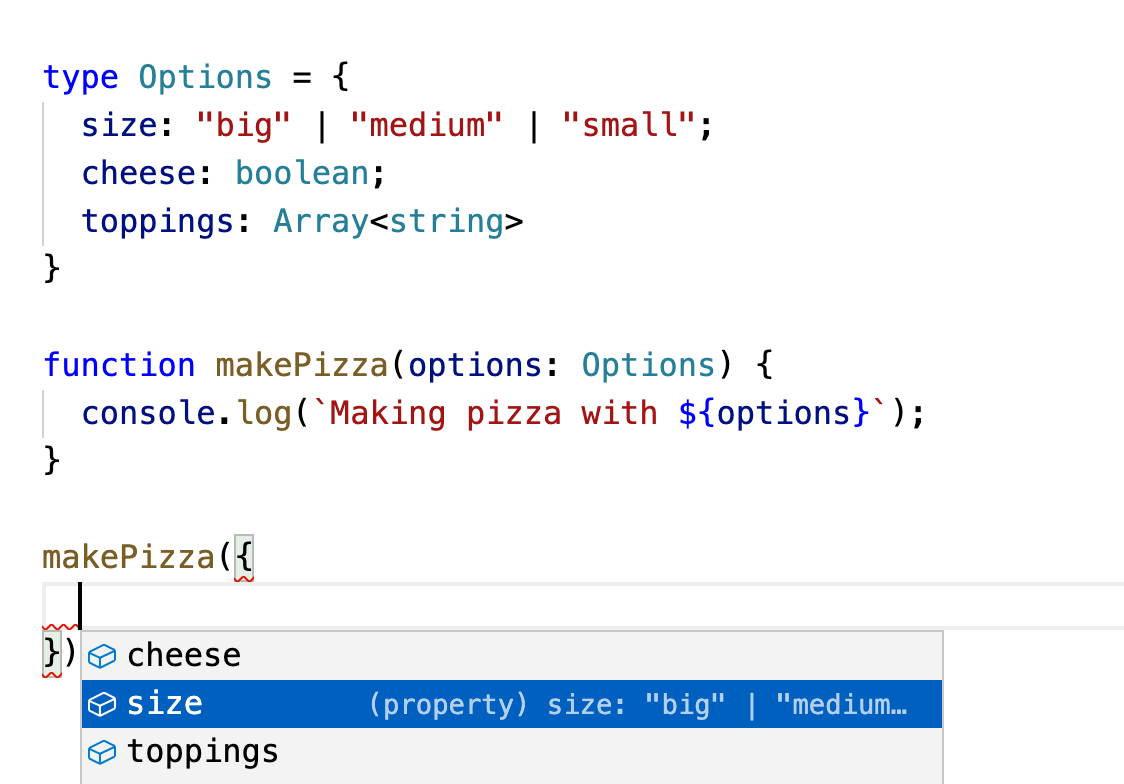 type Options = {
  size: "big" | "medium" | "small";
  cheese: boolean;
  toppings: Array<string>
}
function makePizza(options: Options) {
  console.log(`Making pizza with ${options}`);
}
makePizza({
})
cheese
size (property) size: "big" | "medium…
toppings